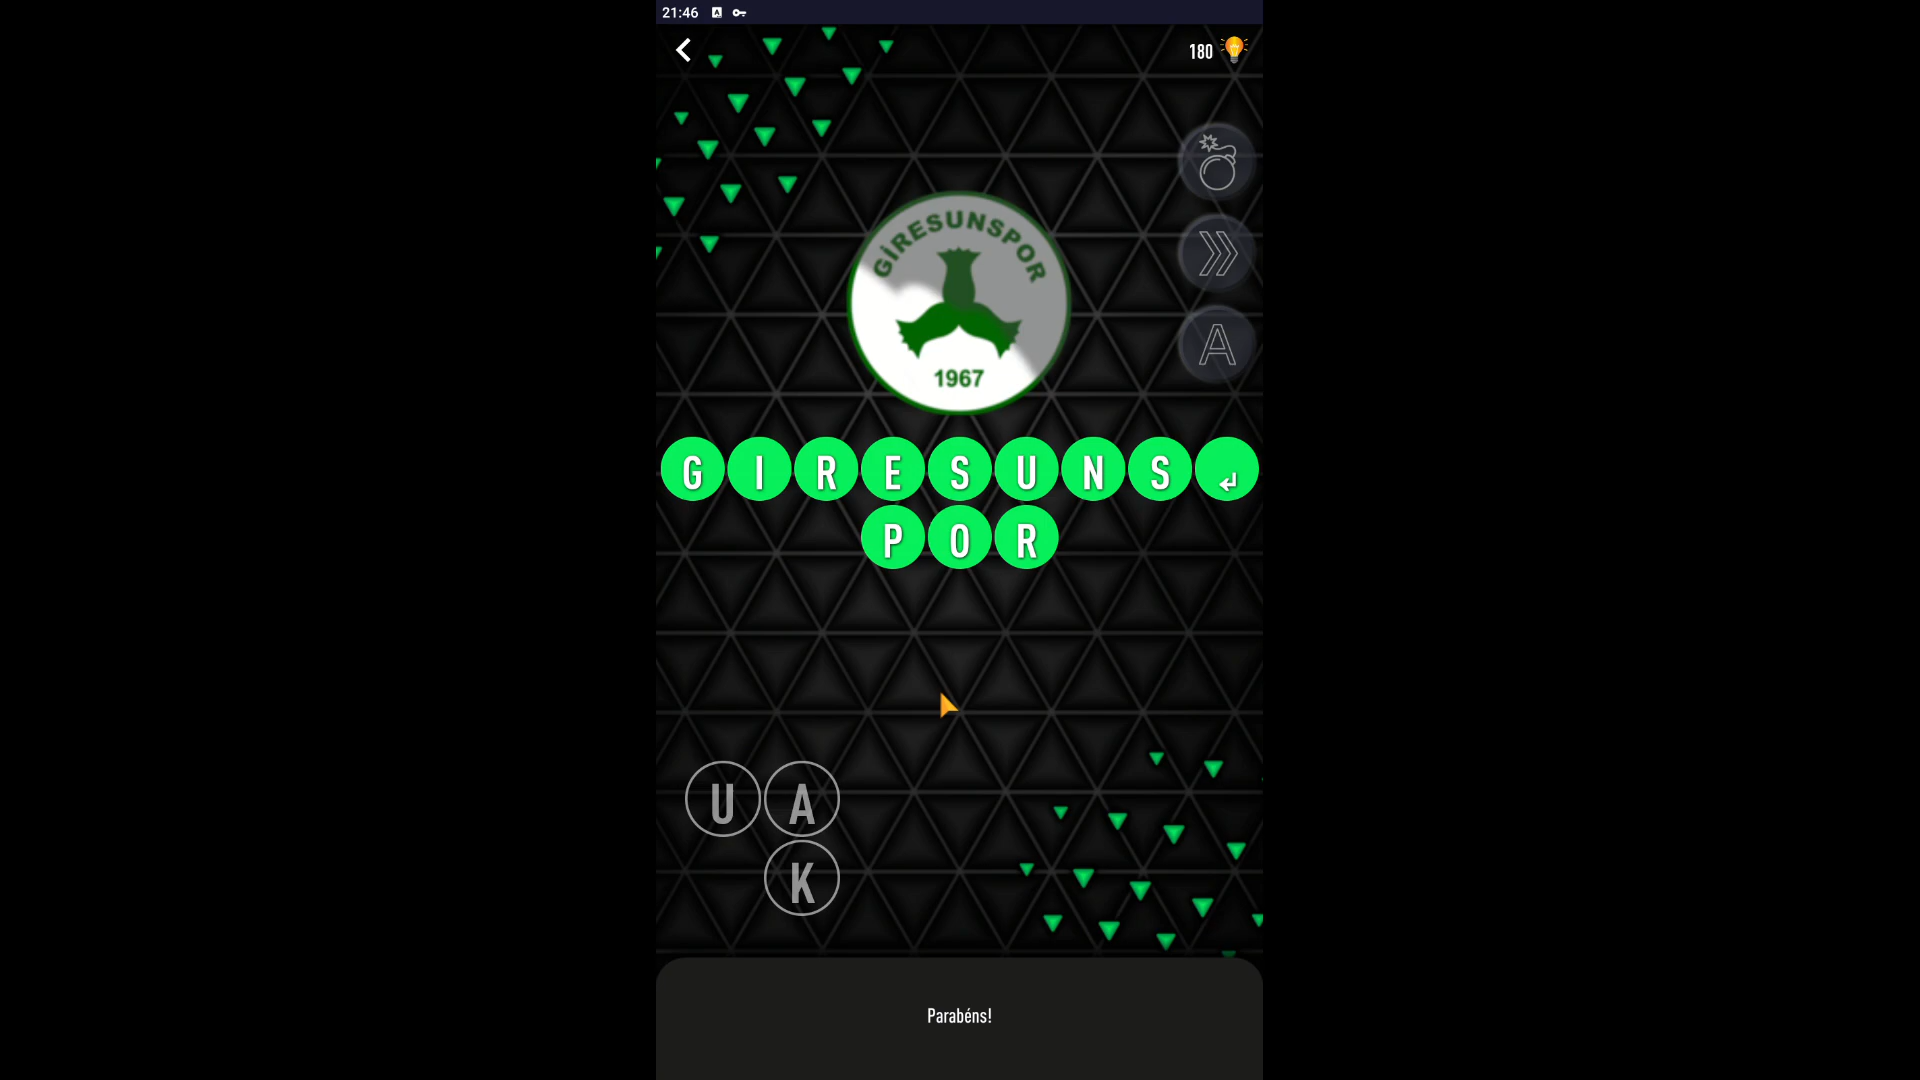 21:46
180
GİRESUNSPOR
1967
A
GIRESUNS↵
POR
U A
K
Parabéns!